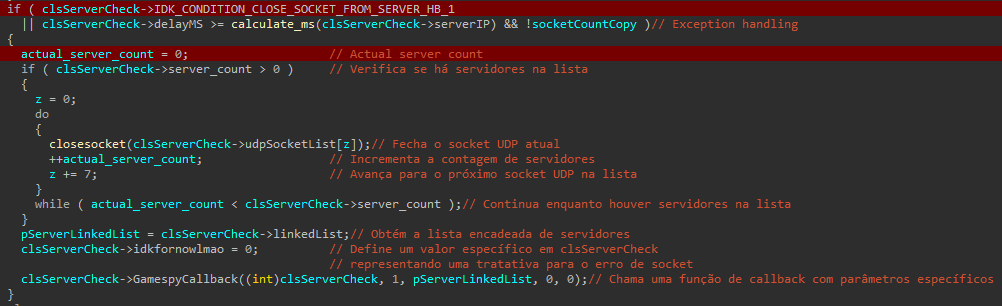 if ( clsServerCheck->IDK_CONDITION_CLOSE_SOCKET_FROM_SERVER_HB_1
|| clsServerCheck->delayMS >= calculate_ms(clsServerCheck->serverIP) && !socketCountCopy )// Exception handling
{
actual_server_count = 0; // Actual server count
if ( clsServerCheck->server_count > 0 ) // Verifica se há servidores na lista
{
z = 0;
do
{
closesocket(clsServerCheck->udpSocketList[z]);// Fecha o socket UDP atual
++actual_server_count; // Incrementa a contagem de servidores
z += 7; // Avança para o próximo socket UDP na lista
}
while ( actual_server_count < clsServerCheck->server_count );// Continua enquanto houver servidores na lista
}
pServerLinkedList = clsServerCheck->linkedList;// Obtém a lista encadeada de servidores
clsServerCheck->idkfornowlmao = 0; // Define um valor específico em clsServerCheck
// representando uma tratativa para o erro de socket
clsServerCheck->GamespyCallback((int)clsServerCheck, 1, pServerLinkedList, 0, 0);// Chama uma função de callback com parâmetros específicos
}